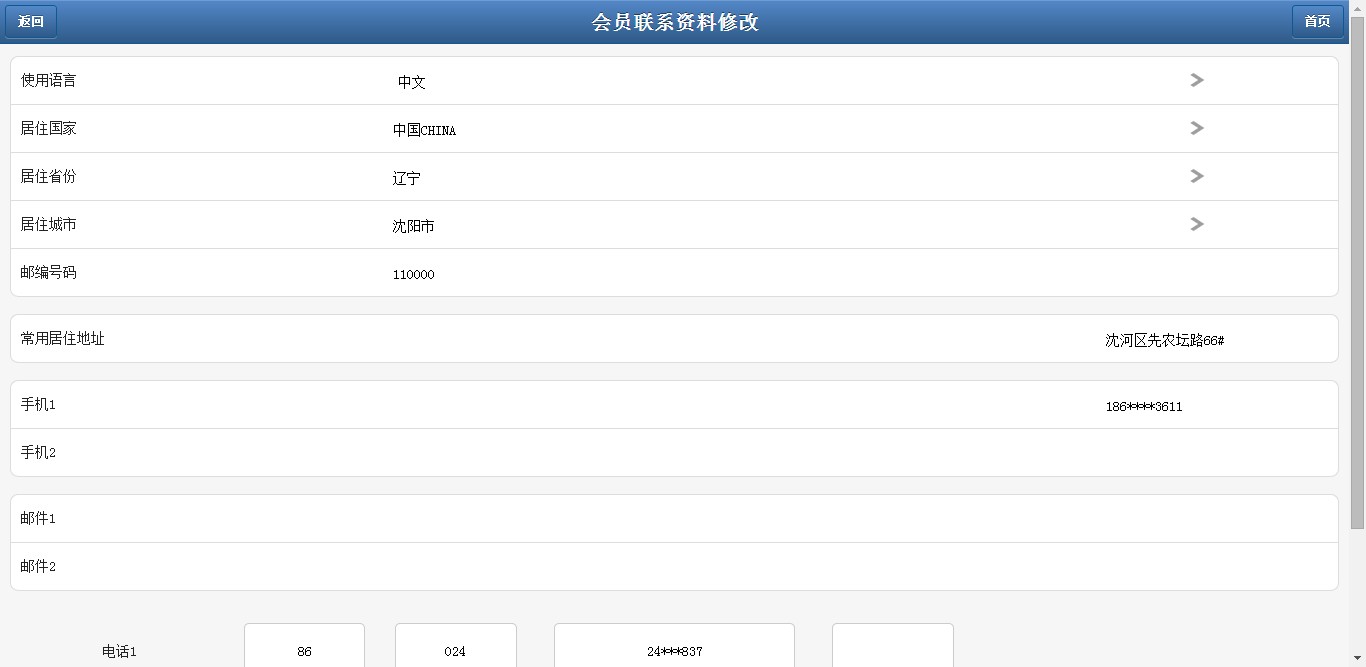 返回 会员联系资料修改 首页
使用语言 中文
居住国家 中国CHINA
居住省份 辽宁
居住城市 沈阳市
邮编号码 110000
常用居住地址 沈河区先农坛路66#
手机1 186****3611
手机2
邮件1
邮件2
电话1 86 024 24***837